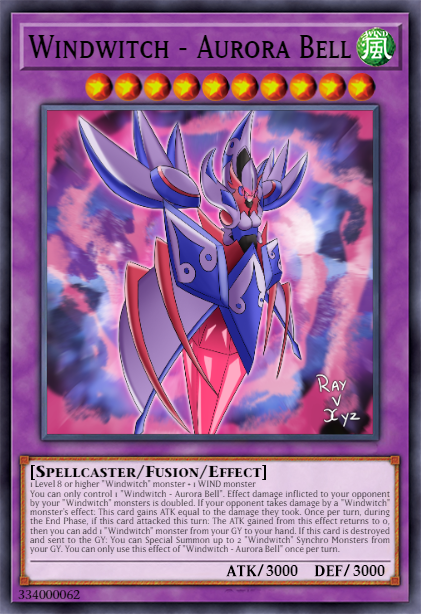 Windwitch - Aurora Bell
WIND
風
Ray
V
Xyz
[Spellcaster/Fusion/Effect]
1 Level 8 or higher "Windwitch" monster + 1 WIND monster
You can only control 1 "Windwitch - Aurora Bell". Effect damage inflicted to your opponent
by your "Windwitch" monsters is doubled. If your opponent takes damage by a "Windwitch"
monster's effect: This card gains ATK equal to the damage they took. Once per turn, during
the End Phase, if this card attacked this turn: The ATK gained from this effect returns to 0,
then you can add 1 "Windwitch" monster from your GY to your hand. If this card is destroyed
and sent to the GY: You can Special Summon up to 2 "Windwitch" Synchro Monsters from
your GY. You can only use this effect of "Windwitch - Aurora Bell" once per turn.
ATK/3000 DEF/3000
334000062